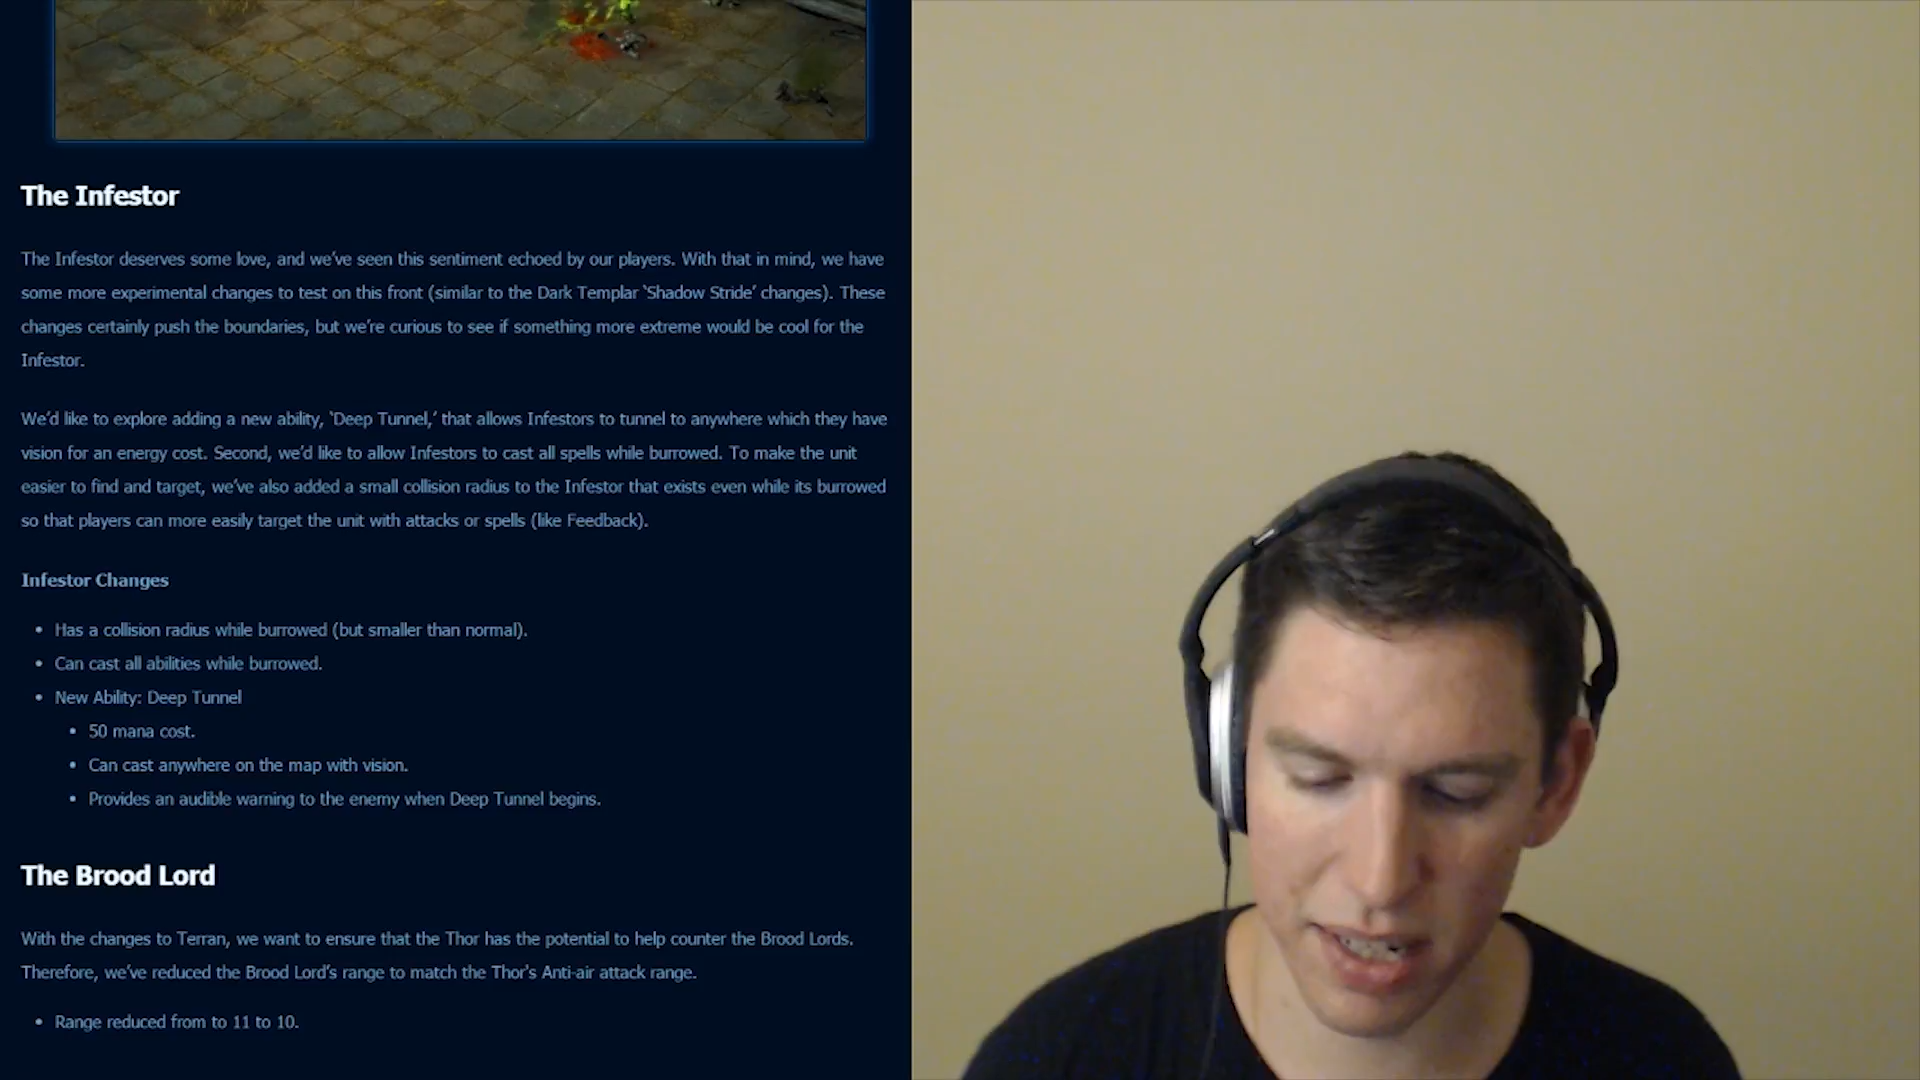 The Infestor
The Infestor deserves some love, and we've seen this sentiment echoed by our players. With that in mind, we have
some more experimental changes to test on this front (similar to the Dark Templar ‘Shadow Stride’ changes). These
changes certainly push the boundaries, but we're curious to see if something more extreme would be cool for the
Infestor.
We'd like to explore adding a new ability, ‘Deep Tunnel,’ that allows Infestors to tunnel to anywhere which they have
vision for an energy cost. Second, we'd like to allow Infestors to cast all spells while burrowed. To make the unit
easier to find and target, we've also added a small collision radius to the Infestor that exists even while its burrowed
so that players can more easily target the unit with attacks or spells (like Feedback).
Infestor Changes
• Has a collision radius while burrowed (but smaller than normal).
• Can cast all abilities while burrowed.
• New Ability: Deep Tunnel
• 50 mana cost.
• Can cast anywhere on the map with vision.
• Provides an audible warning to the enemy when Deep Tunnel begins.
The Brood Lord
With the changes to Terran, we want to ensure that the Thor has the potential to help counter the Brood Lords.
Therefore, we've reduced the Brood Lord's range to match the Thor's Anti-air attack range.
• Range reduced from to 11 to 10.